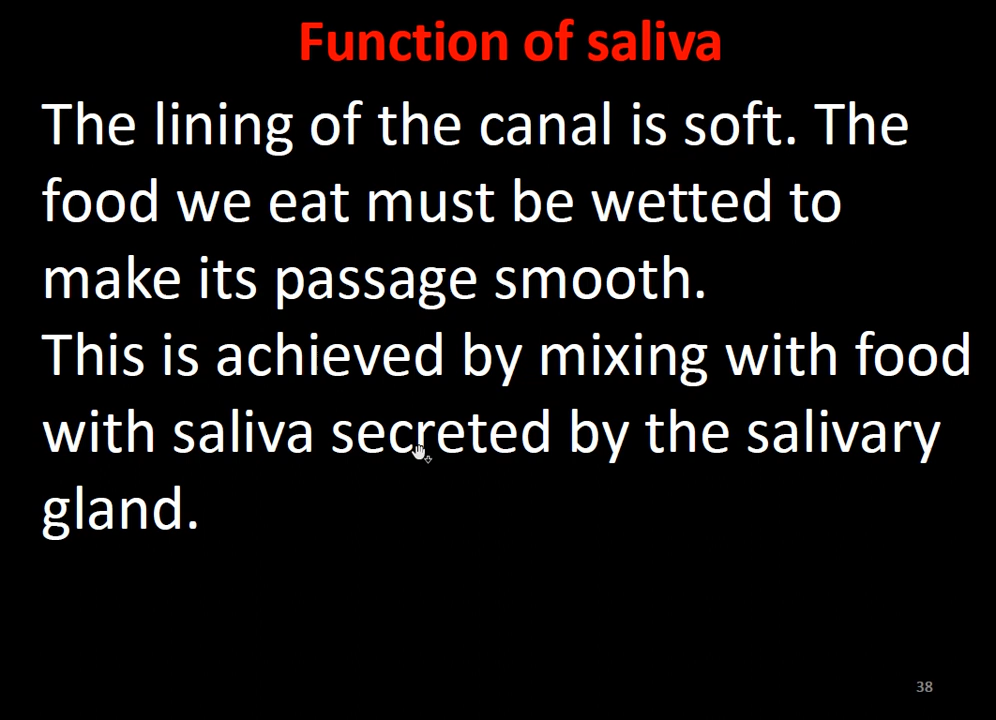 Function of saliva
The lining of the canal is soft. The
food we eat must be wetted to
make its passage smooth.
This is achieved by mixing with food
with saliva secreted by the salivary
gland.
38